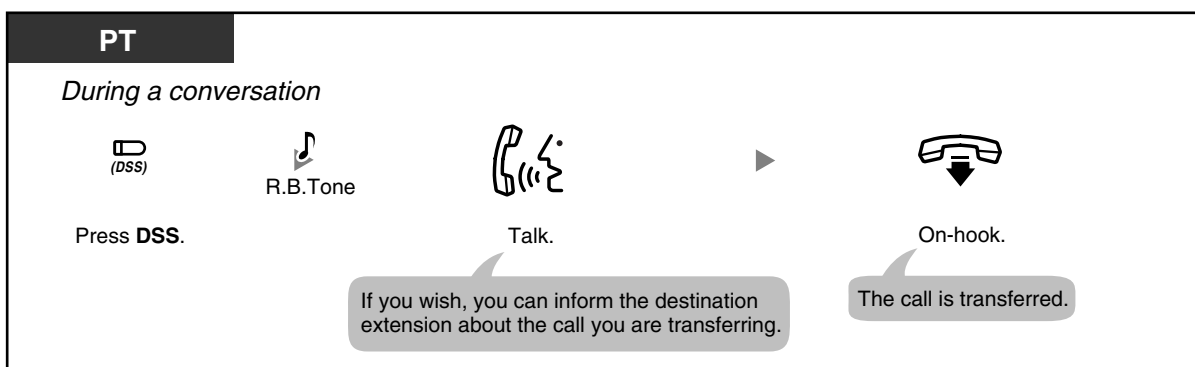 PT
During a conversation
(DSS)
R.B.Tone
Press DSS.
Talk.
On-hook.
If you wish, you can inform the destination
extension about the call you are transferring.
The call is transferred.